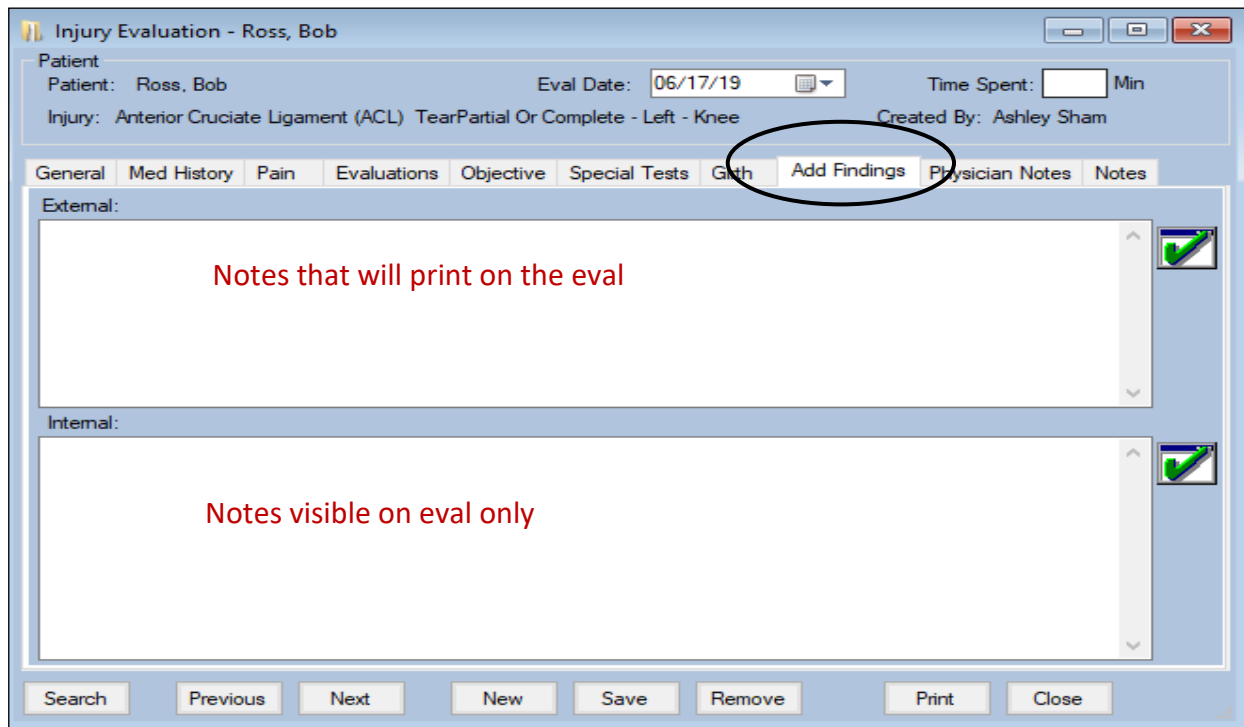 Injury Evaluation - Ross, Bob
Patient
Patient: Ross, Bob Eval Date: 06/17/19 Time Spent: Min
Injury: Anterior Cruciate Ligament (ACL) TearPartial Or Complete - Left - Knee Created By: Ashley Sham
General Med History Pain Evaluations Objective Special Tests Girth Add Findings Physician Notes Notes
External:
Notes that will print on the eval
Internal:
Notes visible on eval only
Search Previous Next New Save Remove Print Close